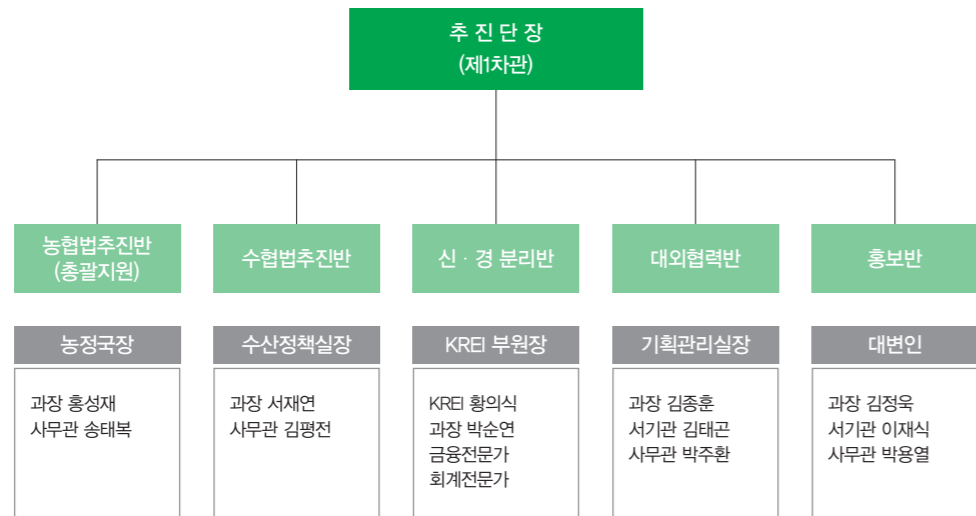 추 진 단 장
(제1차관)
농협법추진반
(총괄지원)
수협법추진반
신 · 경 분리반
대외협력반
홍보반
농정국장
수산정책실장
KREI 부원장
기획관리실장
대변인
과장 홍성재
사무관 송태복
과장 서재연
사무관 김평전
KREI 황의식
과장 박순연
금융전문가
회계전문가
과장 김종훈
서기관 김태곤
사무관 박주환
과장 김정욱
서기관 이재식
사무관 박용열